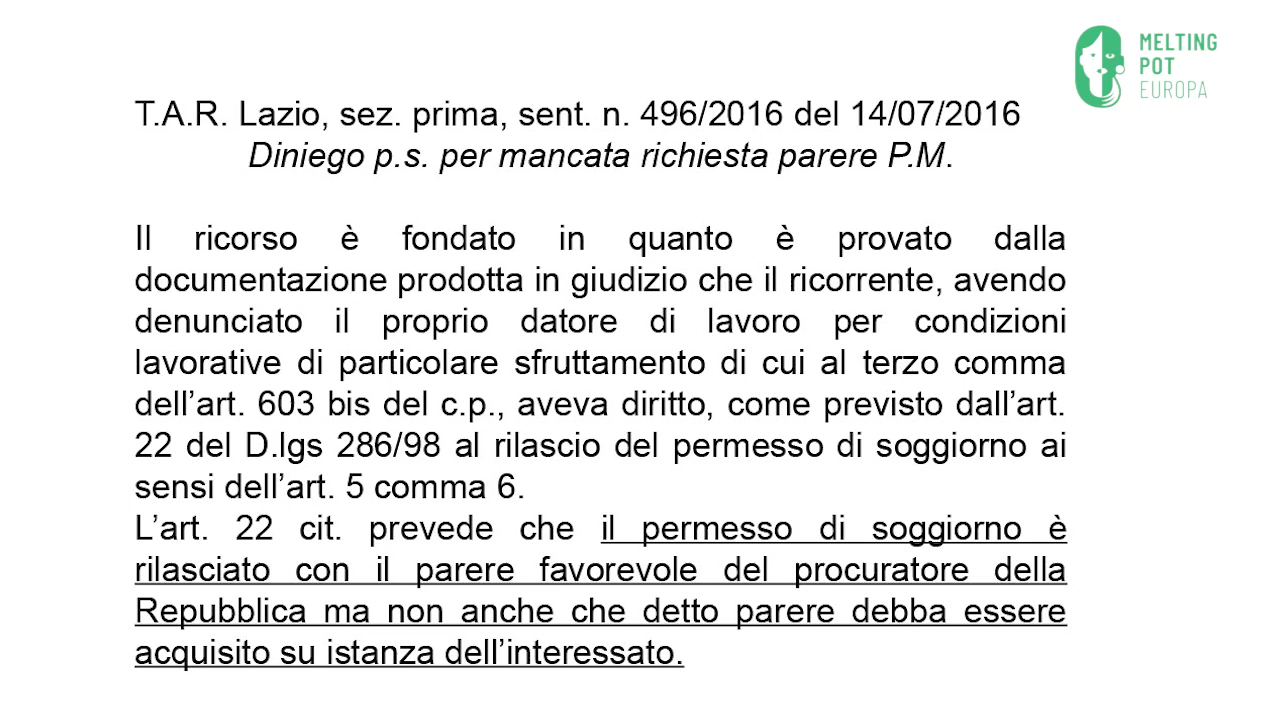 MELTING
POT
EUROPA
T.A.R. Lazio, sez. prima, sent. n. 496/2016 del 14/07/2016
Diniego p.s. per mancata richiesta parere P.M.
Il ricorso è fondato in quanto è provato dalla
documentazione prodotta in giudizio che il ricorrente, avendo
denunciato il proprio datore di lavoro per condizioni
lavorative di particolare sfruttamento di cui al terzo comma
dell’art. 603 bis del c.p., aveva diritto, come previsto dall’art.
22 del D.lgs 286/98 al rilascio del permesso di soggiorno ai
sensi dell’art. 5 comma 6.
L’art. 22 cit. prevede che il permesso di soggiorno è
rilasciato con il parere favorevole del procuratore della
Repubblica ma non anche che detto parere debba essere
acquisito su istanza dell’interessato.